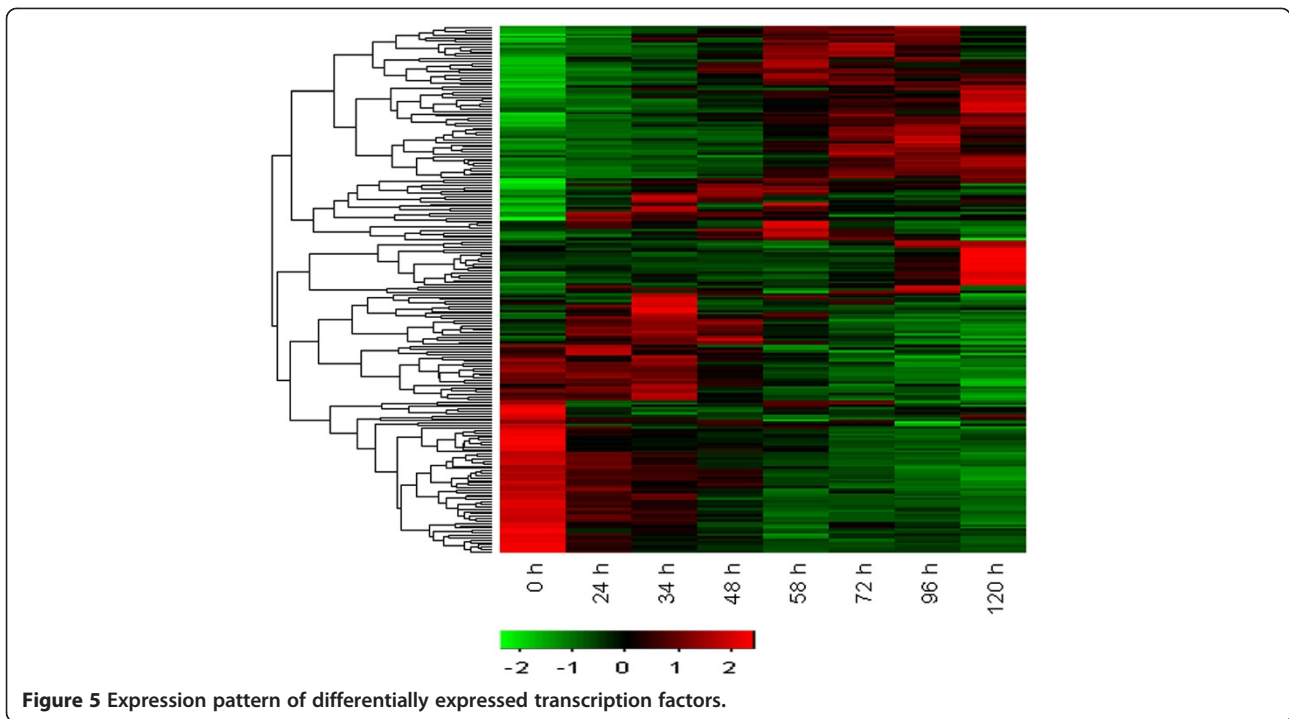 0 h 24 h 34 h 48 h 58 h 72 h 96 h 120 h
-2 -1 0 1 2
Figure 5 Expression pattern of differentially expressed transcription factors.